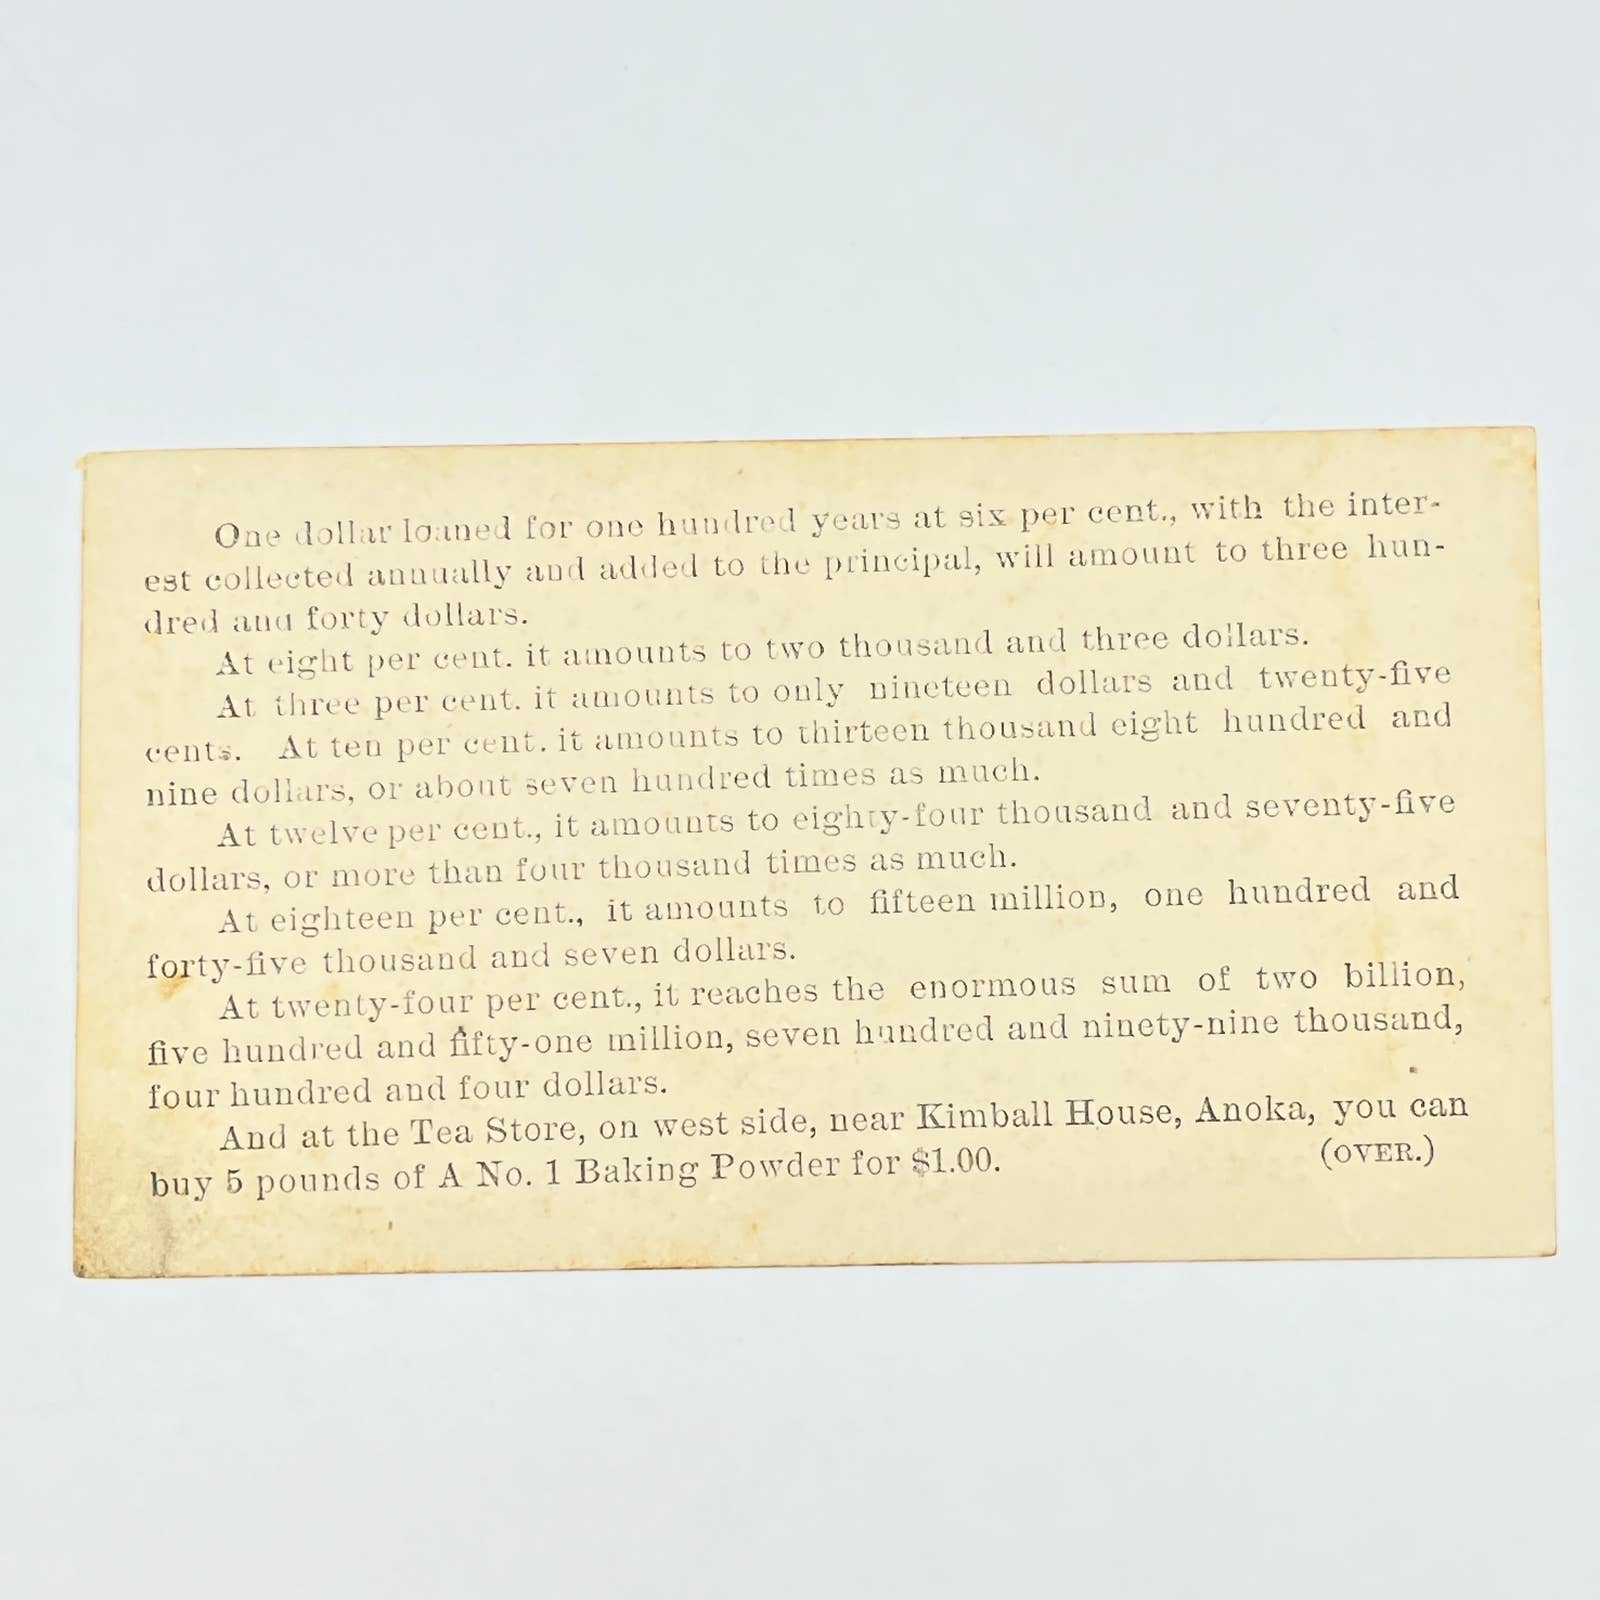 One dollar loaned for one hundred years at six per cent., with the inter-
est collected annually and added to the principal, will amount to three hun-
dred and forty dollars.
At eight per cent. it amounts to two thousand and three dollars.
At three per cent. it amounts to only nineteen dollars and twenty-five
cents. At ten per cent. it amounts to thirteen thousand eight hundred and
nine dollars, or about seven hundred times as much.
At twelve per cent., it amounts to eighty-four thousand and seventy-five
dollars, or more than four thousand times as much.
At eighteen per cent., it amounts to fifteen million, one hundred and
forty-five thousand and seven dollars.
At twenty-four per cent., it reaches the enormous sum of two billion,
five hundred and fifty-one million, seven hundred and ninety-nine thousand,
four hundred and four dollars.
And at the Tea Store, on west side, near Kimball House, Anoka, you can
buy 5 pounds of A No. 1 Baking Powder for $1.00. (OVER.)